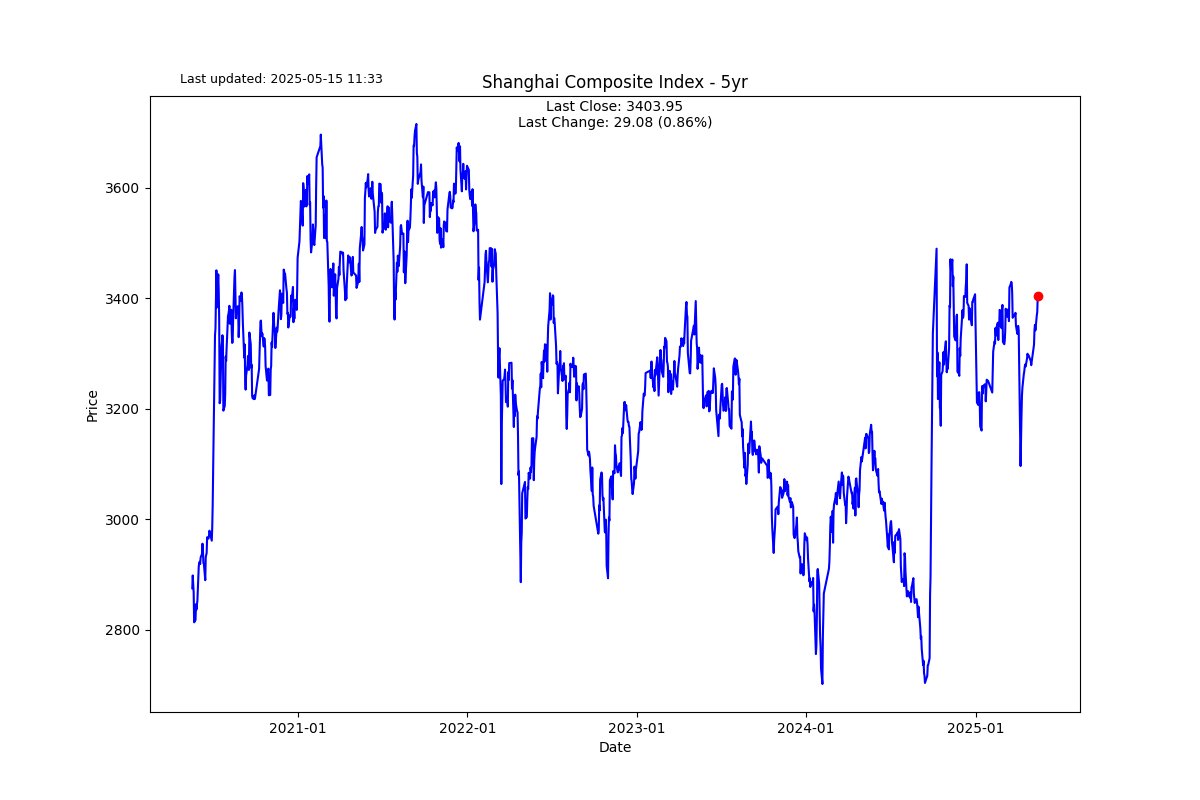 Last updated: 2025-05-15 11:33
Shanghai Composite Index - 5yr
Last Close: 3403.95
Last Change: 29.08 (0.86%)
Price
3600
3400
3200
3000
2800
2021-01 2022-01 2023-01 2024-01 2025-01
Date